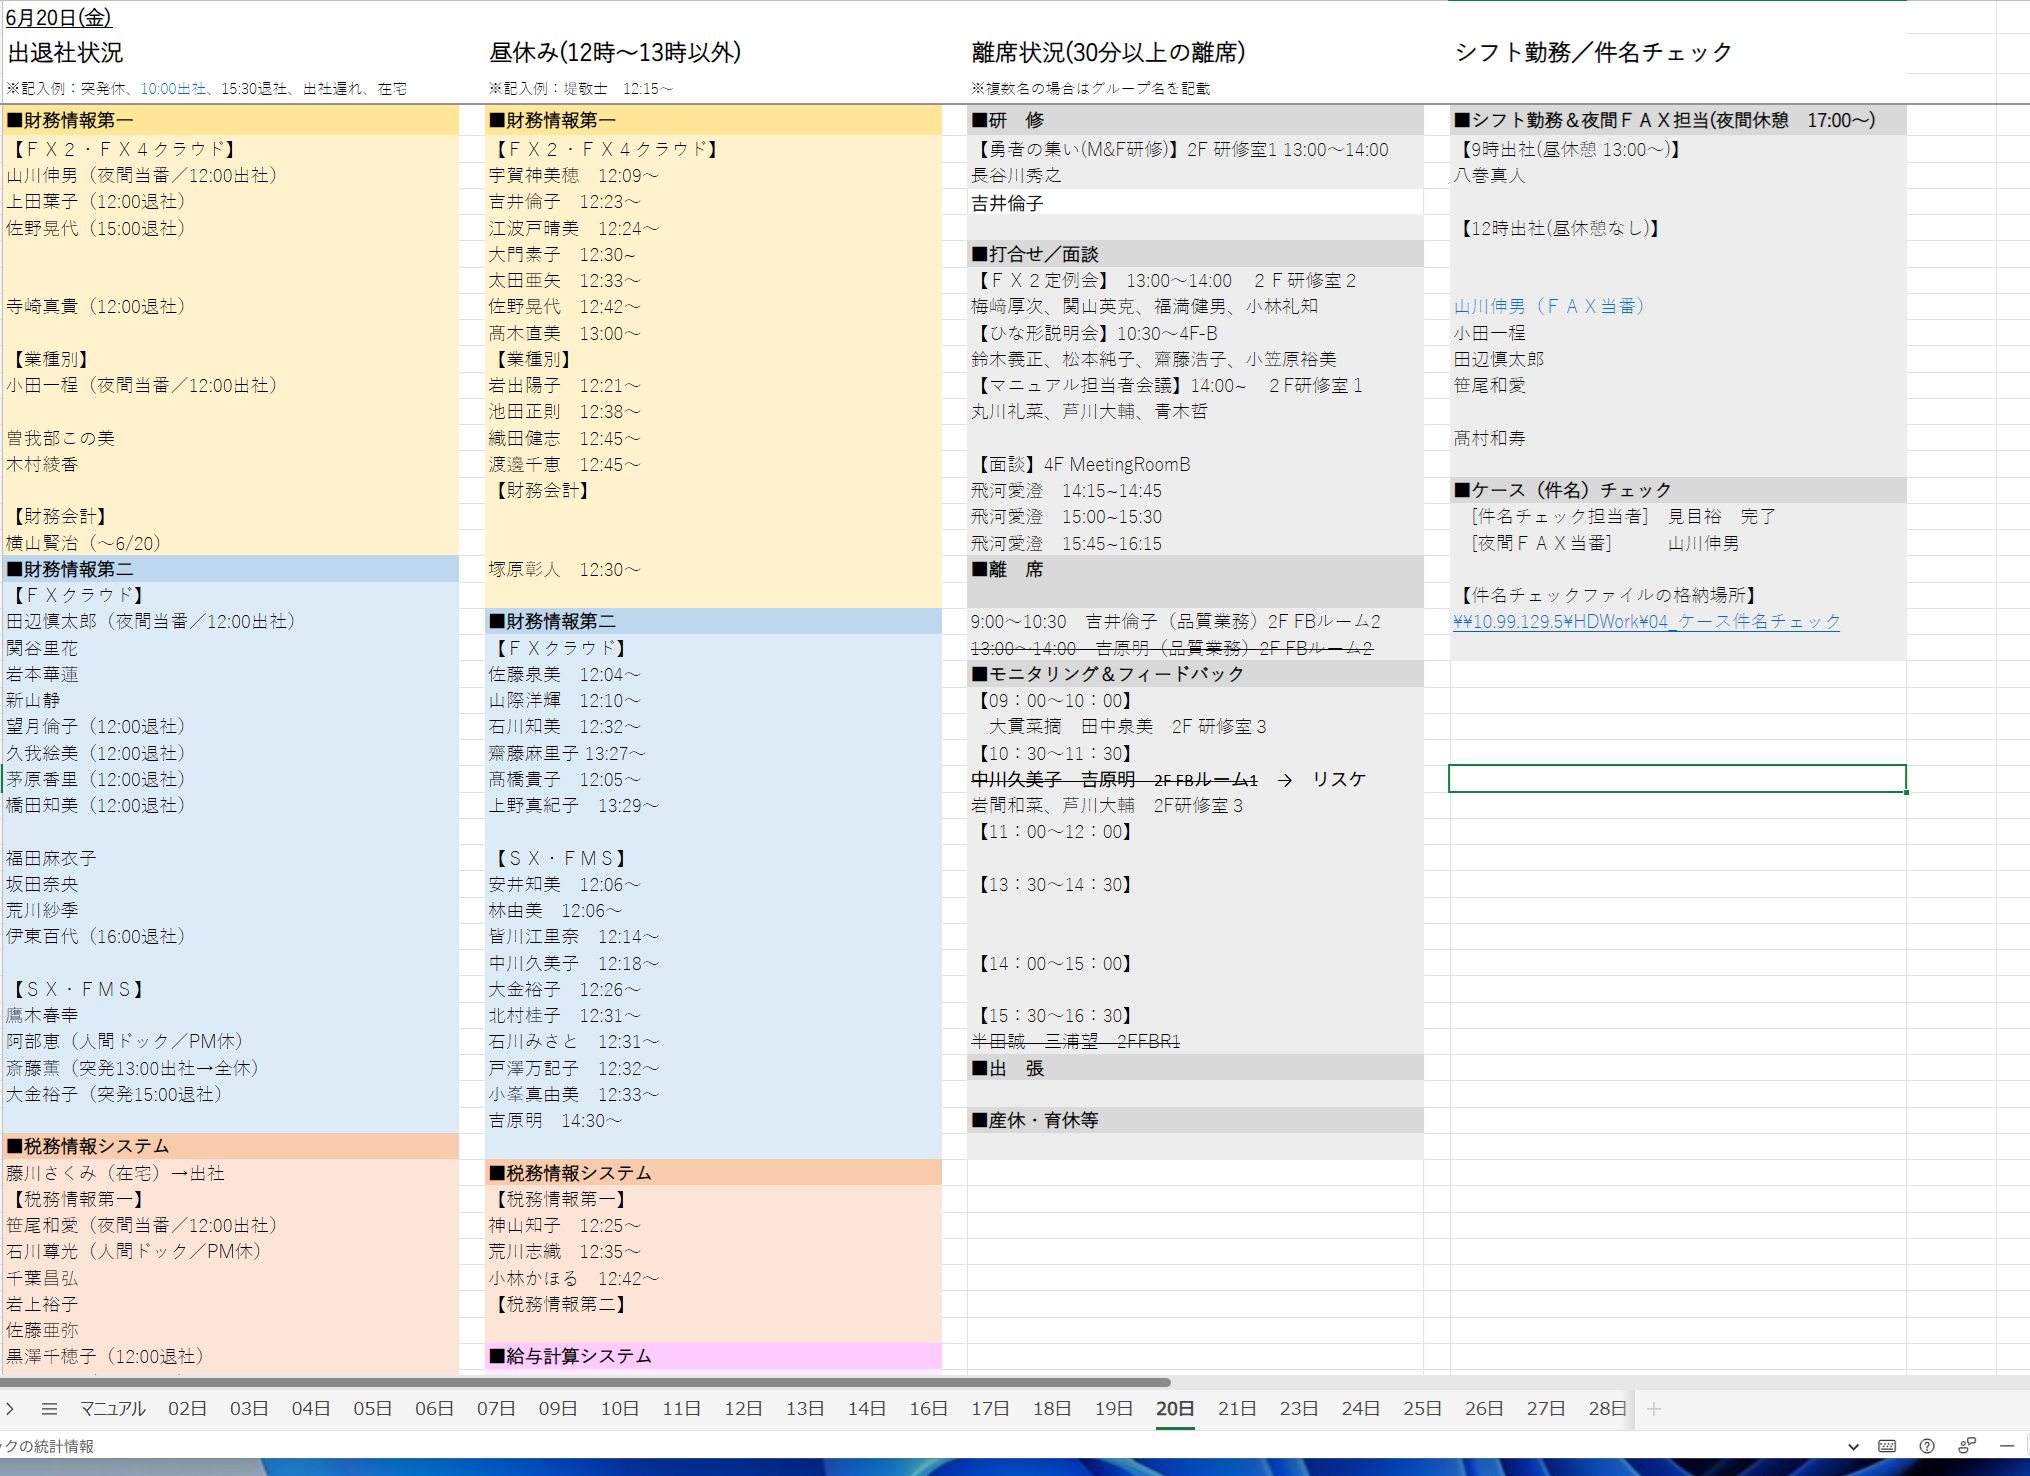 6月20日(金)
出退社状況
※記入例：突発休、10:00出社、15:30退社、出社遅れ、在宅
■財務情報第一
【ＦＸ２・ＦＸ４クラウド】
山川伸男（夜間当番／12:00出社）
上田葉子（12:00退社）
佐野晃代（15:00退社）
寺崎真貴（12:00退社）
【業種別】
小田一程（夜間当番／12:00出社）
曽我部この美
木村綾香
【財務会計】
横山賢治（～6/20）
■財務情報第二
【ＦＸクラウド】
田辺慎太郎（夜間当番／12:00出社）
関谷里花
岩本華蓮
新山静
望月倫子（12:00退社）
久我絵美（12:00退社）
茅原香里（12:00退社）
橋田知美（12:00退社）
福田麻衣子
坂田奈央
荒川紗季
伊東百代（16:00退社）
【ＳＸ・ＦＭＳ】
鷹木春幸
阿部恵（人間ドック／PM休）
斎藤薫（突発13:00出社→全休）
大金裕子（突発15:00退社）
■税務情報システム
藤川さくみ（在宅）→出社
【税務情報第一】
笹尾和愛（夜間当番／12:00出社）
石川尊光（人間ドック／PM休）
千葉昌弘
岩上裕子
佐藤亜弥
黒澤千穂子（12:00退社）
昼休み(12時～13時以外)
※記入例：堤敬士　12:15～
■財務情報第一
【ＦＸ２・ＦＸ４クラウド】
宇賀神美穂　12:09～
吉井倫子　12:23～
江波戸晴美　12:24～
大門素子　12:30~
太田亜矢　12:33～
佐野晃代　12:42～
髙木直美　13:00～
【業種別】
岩出陽子　12:21～
池田正則　12:38～
織田健志　12:45～
渡邊千恵　12:45～
【財務会計】
塚原彰人　12:30～
■財務情報第二
【ＦＸクラウド】
佐藤泉美　12:04～
山際洋輝　12:10～
石川知美　12:32～
齋藤麻里子 13:27～
髙橋貴子　12:05～
上野真紀子　13:29～
【ＳＸ・ＦＭＳ】
安井知美　12:06～
林由美　12:06～
皆川江里奈　12:14～
中川久美子　12:18～
大金裕子　12:26～
北村桂子　12:31～
石川みさと　12:31～
戸澤万記子　12:32～
小峯真由美　12:33～
吉原明　14:30～
■税務情報システム
【税務情報第一】
神山知子　12:25～
荒川志織　12:35～
小林かほる　12:42～
【税務情報第二】
■給与計算システム
離席状況(30分以上の離席)
※複数名の場合はグループ名を記載
■研　修
【勇者の集い(M&F研修)】2F 研修室1 13:00～14:00
長谷川秀之
吉井倫子
■打合せ／面談
【ＦＸ２定例会】　13:00～14:00　２Ｆ研修室２
梅﨑厚次、関山英克、福満健男、小林礼知
【ひな形説明会】10:30～4F-B
鈴木義正、松本純子、齋藤浩子、小笠原裕美
【マニュアル担当者会議】14:00~　２F研修室１
丸川礼菜、芦川大輔、青木哲
【面談】4F MeetingRoomB
飛河愛澄　14:15~14:45
飛河愛澄　15:00~15:30
飛河愛澄　15:45~16:15
■離　席
9:00～10:30　吉井倫子（品質業務）2F FBルーム2
13:00～14:00　吉原明（品質業務）2F FBルーム2
■モニタリング＆フィードバック
【09：00～10：00】
　大貫菜摘　田中泉美　2F 研修室３
【10：30～11：30】
中川久美子　吉原明　2F FBルーム1　→　リスケ
岩間和菜、芦川大輔　2F研修室３
【11：00～12：00】
【13：30～14：30】
【14：00～15：00】
【15：30～16：30】
半田誠　三浦望　2FFBR1
■出　張
■産休・育休等
シフト勤務／件名チェック
■シフト勤務＆夜間ＦＡＸ担当(夜間休憩　17:00～)
【9時出社(昼休憩 13:00～)】
八巻真人
【12時出社(昼休憩なし)】
山川伸男（ＦＡＸ当番）
小田一程
田辺慎太郎
笹尾和愛
髙村和寿
■ケース（件名）チェック
　[件名チェック担当者]　見目裕　完了
　[夜間ＦＡＸ当番]　　　山川伸男
【件名チェックファイルの格納場所】
¥¥10.99.129.5¥HDWork¥04_ケース件名チェック
マニュアル 02日 03日 04日 05日 06日 07日 09日 10日 11日 12日 13日 14日 16日 17日 18日 19日 20日 21日 23日 24日 25日 26日 27日 28日
クの統計情報